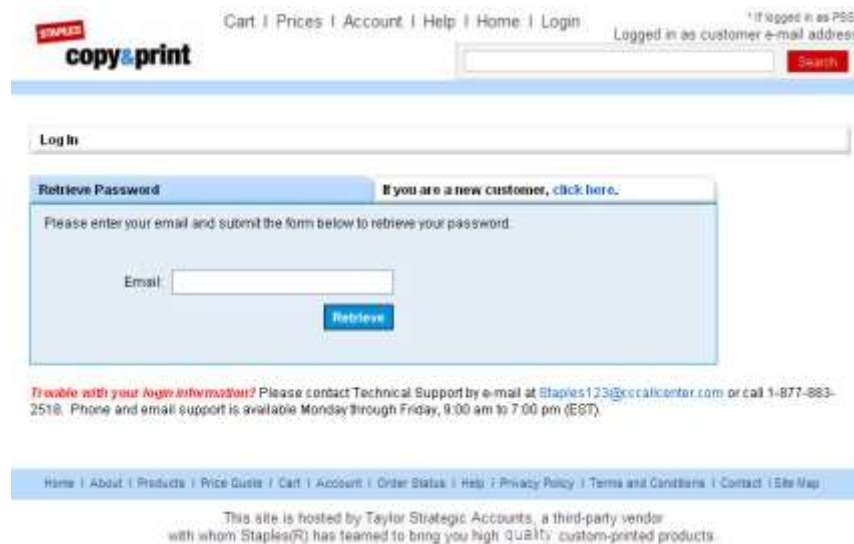 STAPLES
copy&print
Cart | Prices | Account | Help | Home | Login
* If logged in as PSS
Logged in as customer e-mail address
Search
Log In
Retrieve Password
If you are a new customer, click here.
Please enter your email and submit the form below to retrieve your password.
Email:
Retrieve
Trouble with your login information? Please contact Technical Support by e-mail at Staples123@cccallcenter.com or call 1-877-883-
2518. Phone and email support is available Monday through Friday, 9:00 am to 7:00 pm (EST).
Home | About | Products | Price Quote | Cart | Account | Order Status | Help | Privacy Policy | Terms and Conditions | Contact | Site Map
This site is hosted by Taylor Strategic Accounts, a third-party vendor
with whom Staples(R) has teamed to bring you high quality custom-printed products.